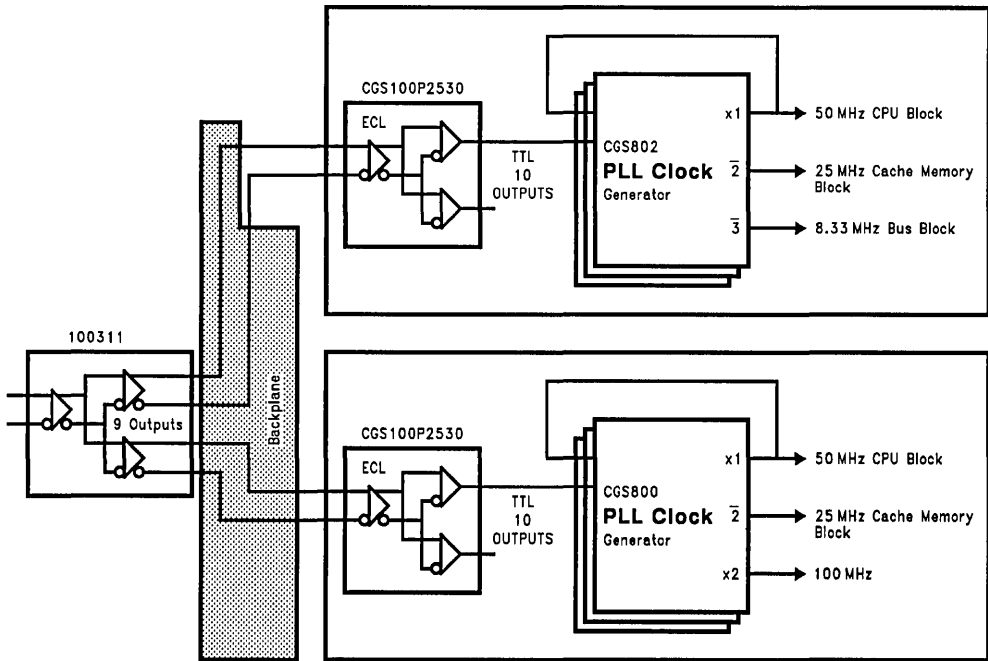 CGS100P2530
ECL
TTL
10
OUTPUTS
CGS802
PLL Clock
Generator
x1
2̅
3̅
50 MHz CPU Block
25 MHz Cache Memory
Block
8.33 MHz Bus Block
100311
9 Outputs
Backplane
CGS100P2530
ECL
TTL
10
OUTPUTS
CGS800
PLL Clock
Generator
x1
2̅
x2
50 MHz CPU Block
25 MHz Cache Memory
Block
100 MHz